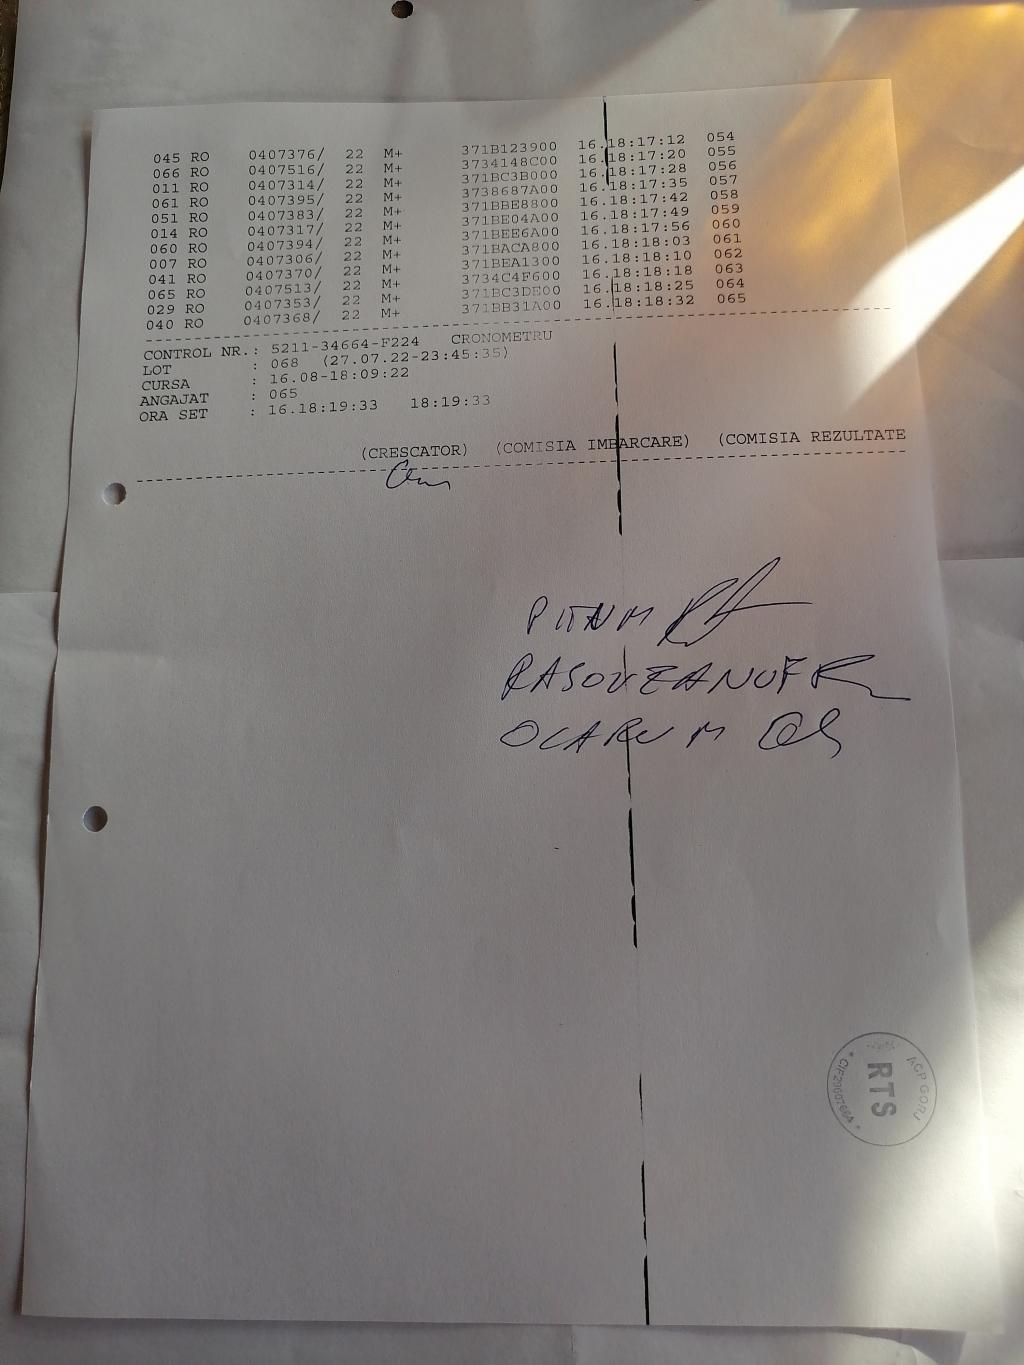 045 RO 0407376/ 22 M+ 371B123900 16.18:17:12 054
066 RO 0407516/ 22 M+ 3734148C00 16.18:17:20 055
011 RO 0407314/ 22 M+ 371BC3B000 16.18:17:28 056
061 RO 0407395/ 22 M+ 3738687A00 16.18:17:35 057
051 RO 0407383/ 22 M+ 371BBE8800 16.18:17:42 058
014 RO 0407317/ 22 M+ 371BE04A00 16.18:17:49 059
060 RO 0407394/ 22 M+ 371BEE6A00 16.18:17:56 060
007 RO 0407306/ 22 M+ 371BACA800 16.18:18:03 061
041 RO 0407370/ 22 M+ 371BEA1300 16.18:18:10 062
065 RO 0407513/ 22 M+ 3734C4F600 16.18:18:18 063
029 RO 0407353/ 22 M+ 371BC3DE00 16.18:18:25 064
040 RO 0407368/ 22 M+ 371BB31A00 16.18:18:32 065
CONTROL NR.: 5211-34664-F224 CRONOMETRU
LOT : 068 (27.07.22-23:45:35)
CURSA : 16.08-18:09:22
ANGAJAT : 065
ORA SET : 16.18:19:33 18:19:33
(CRESCATOR) (COMISIA IMBARCARE) (COMISIA REZULTATE
RASOVEANU F
OCARU M
ACP GORJ
RTS